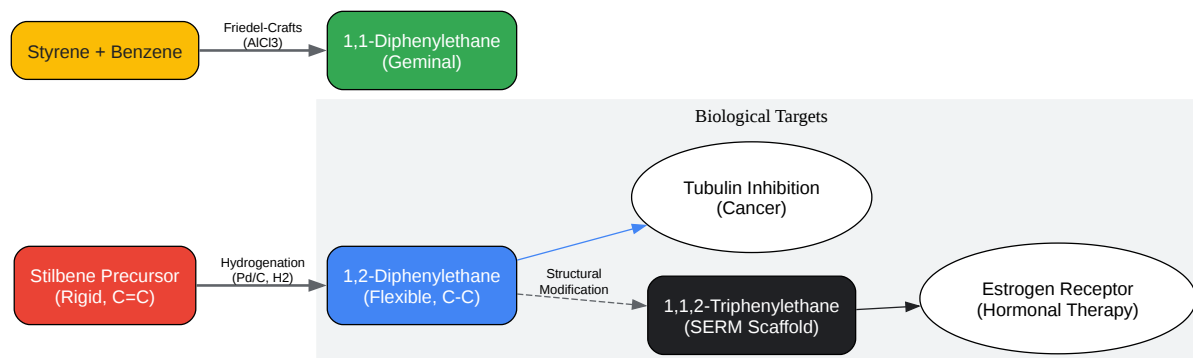 Styrene + Benzene
Friedel-Crafts
(AlCl3)
1,1-Diphenylethane
(Geminal)
Biological Targets
Tubulin Inhibition
(Cancer)
Stilbene Precursor
(Rigid, C=C)
Hydrogenation
(Pd/C, H2)
1,2-Diphenylethane
(Flexible, C-C)
Structural
Modification
1,1,2-Triphenylethane
(SERM Scaffold)
Estrogen Receptor
(Hormonal Therapy)